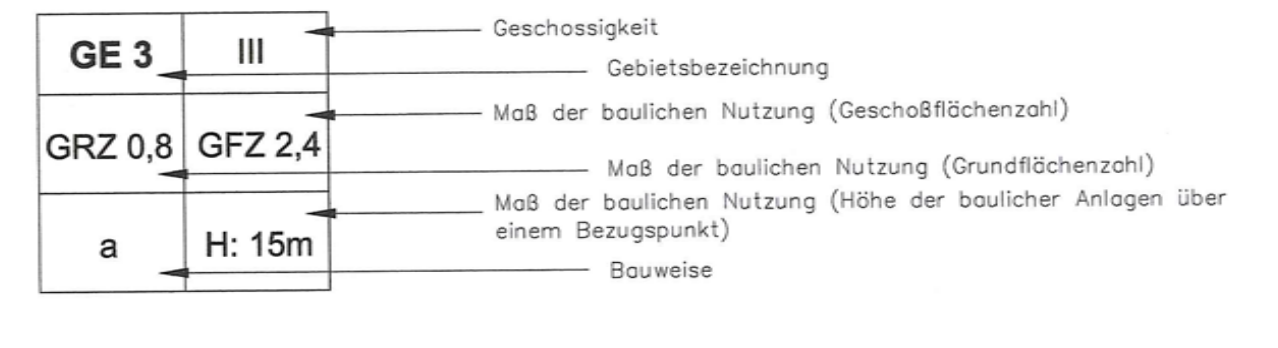 GE 3 III Geschossigkeit
Gebietsbezeichnung
GRZ 0,8 GFZ 2,4 Maß der baulichen Nutzung (Geschoßflächenzahl)
Maß der baulichen Nutzung (Grundflächenzahl)
a H: 15m Maß der baulichen Nutzung (Höhe der baulicher Anlagen über
einem Bezugspunkt)
Bauweise